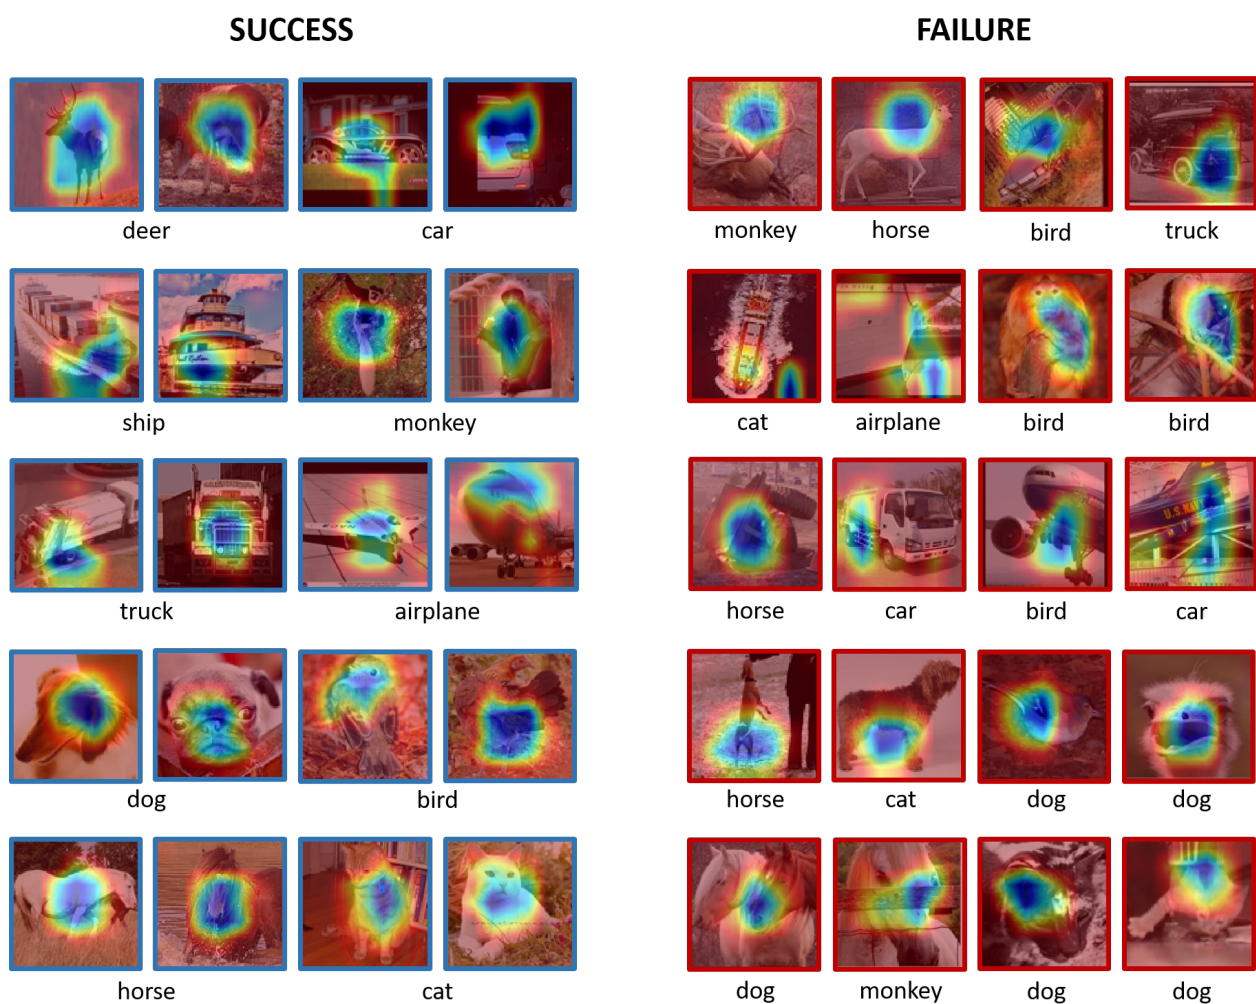 SUCCESS FAILURE
deer car monkey horse bird truck
ship monkey cat airplane bird bird
U.S.NAV
truck airplane horse car bird car
dog bird horse cat dog dog
horse cat dog monkey dog dog